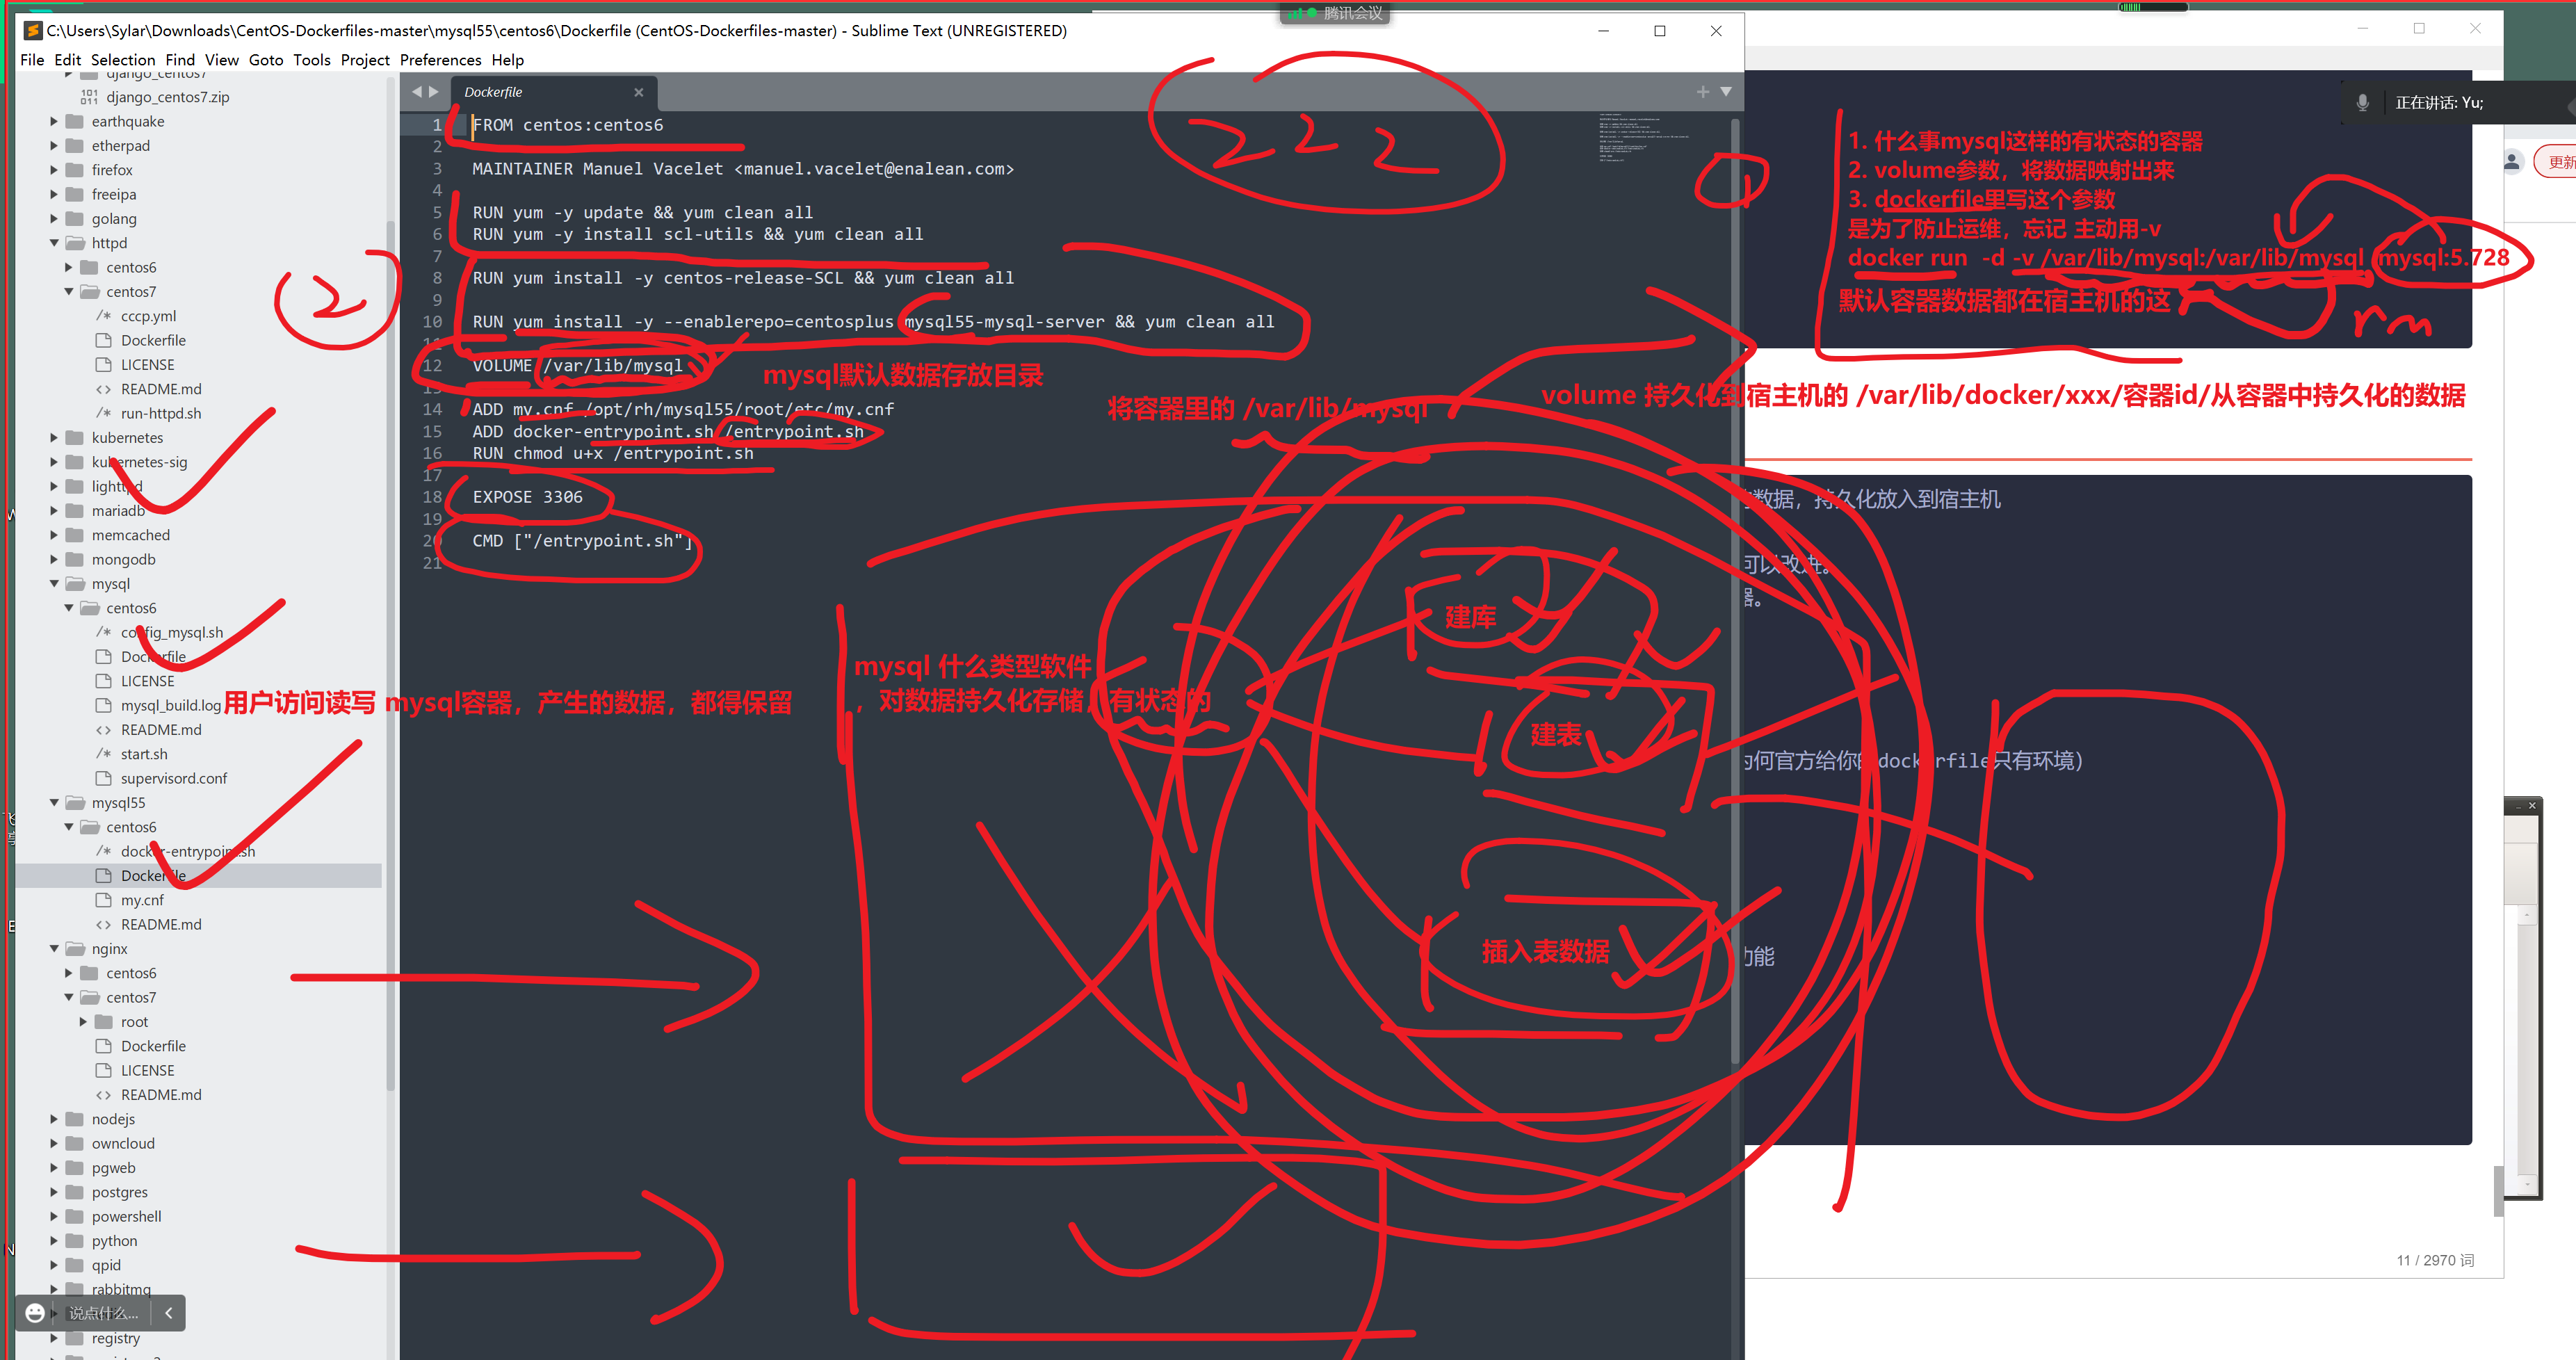 腾讯会议
C:\Users\Sylar\Downloads\CentOS-Dockerfiles-master\mysql55\centos6\Dockerfile (CentOS-Dockerfiles-master) - Sublime Text (UNREGISTERED)
File Edit Selection Find View Goto Tools Project Preferences Help
django_centos7
django_centos7.zip
earthquake
etherpad
firefox
freeipa
golang
httpd
centos6
centos7
cccp.yml
Dockerfile
LICENSE
README.md
run-httpd.sh
kubernetes
kubernetes-sig
lighttpd
mariadb
memcached
mongodb
mysql
centos6
config_mysql.sh
Dockerfile
LICENSE
mysql_build.log
README.md
start.sh
supervisord.conf
mysql55
centos6
docker-entrypoint.sh
Dockerfile
my.cnf
README.md
nginx
centos6
centos7
root
Dockerfile
LICENSE
README.md
nodejs
owncloud
pgweb
postgres
powershell
python
qpid
rabbitmq
说点什么...
registry
Dockerfile
1 FROM centos:centos6
2
3 MAINTAINER Manuel Vacelet <manuel.vacelet@enalean.com>
4
5 RUN yum -y update && yum clean all
6 RUN yum -y install scl-utils && yum clean all
7
8 RUN yum install -y centos-release-SCL && yum clean all
9
10 RUN yum install -y --enablerepo=centosplus mysql55-mysql-server && yum clean all
11
12 VOLUME /var/lib/mysql
13
14 ADD my.cnf /opt/rh/mysql55/root/etc/my.cnf
15 ADD docker-entrypoint.sh /entrypoint.sh
16 RUN chmod u+x /entrypoint.sh
17
18 EXPOSE 3306
19
20 CMD ["/entrypoint.sh"]
21
2
2 2 2
mysql默认数据存放目录
将容器里的 /var/lib/mysql
volume 持久化到宿主机的 /var/lib/docker/xxx/容器id/从容器中持久化的数据
用户访问读写 mysql容器，产生的数据，都得保留
mysql 什么类型软件
，对数据持久化存储，有状态的
建库
建表
插入表数据
正在讲话: Yu;
更新
1. 什么事mysql这样的有状态的容器
2. volume参数，将数据映射出来
3. dockerfile里写这个参数
是为了防止运维，忘记 主动用-v
docker run -d -v /var/lib/mysql:/var/lib/mysql mysql:5.728
默认容器数据都在宿主机的这
rm
数据，持久化放入到宿主机
可以改进。
器。
何官方给你的dockerfile只有环境）
功能
11 / 2970 词